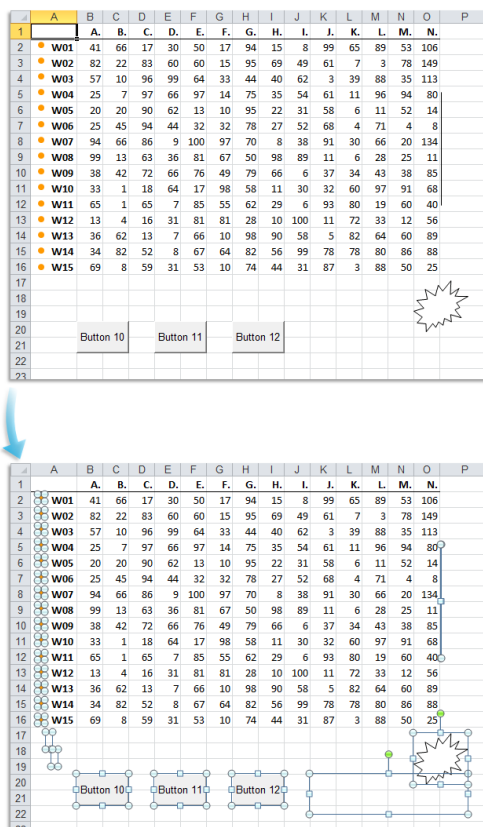 A B C D E F G H I J K L M N O P
1 A. B. C. D. E. F. G. H. I. J. K. L. M. N.
2 W01 41 66 17 30 50 17 94 15 8 99 65 89 53 106
3 W02 82 22 83 60 60 15 95 69 49 61 7 3 78 149
4 W03 57 10 96 99 64 33 44 40 62 3 39 88 35 113
5 W04 25 7 97 66 97 14 75 35 54 61 11 96 94 80
6 W05 20 20 90 62 13 10 95 22 31 58 6 11 52 14
7 W06 25 45 94 44 32 32 78 27 52 68 4 71 4 8
8 W07 94 66 86 9 100 97 70 8 38 91 30 66 20 134
9 W08 99 13 63 36 81 67 50 98 89 11 6 28 25 11
10 W09 38 42 72 66 76 49 79 66 6 37 34 43 38 85
11 W10 33 1 18 64 17 98 58 11 30 32 60 97 91 68
12 W11 65 1 65 7 85 55 62 29 6 93 80 19 60 40
13 W12 13 4 16 31 81 81 28 10 100 11 72 33 12 56
14 W13 36 62 13 7 66 10 98 90 58 5 82 64 60 89
15 W14 34 82 52 8 67 64 82 56 99 78 78 80 86 88
16 W15 69 8 59 31 53 10 74 44 31 87 3 88 50 25
17
18
19
20
Button 10 Button 11 Button 12
21
22
23
A B C D E F G H I J K L M N O P
1 A. B. C. D. E. F. G. H. I. J. K. L. M. N.
2 W01 41 66 17 30 50 17 94 15 8 99 65 89 53 106
3 W02 82 22 83 60 60 15 95 69 49 61 7 3 78 149
4 W03 57 10 96 99 64 33 44 40 62 3 39 88 35 113
5 W04 25 7 97 66 97 14 75 35 54 61 11 96 94 80
6 W05 20 20 90 62 13 10 95 22 31 58 6 11 52 14
7 W06 25 45 94 44 32 32 78 27 52 68 4 71 4 8
8 W07 94 66 86 9 100 97 70 8 38 91 30 66 20 134
9 W08 99 13 63 36 81 67 50 98 89 11 6 28 25 11
10 W09 38 42 72 66 76 49 79 66 6 37 34 43 38 85
11 W10 33 1 18 64 17 98 58 11 30 32 60 97 91 68
12 W11 65 1 65 7 85 55 62 29 6 93 80 19 60 40
13 W12 13 4 16 31 81 81 28 10 100 11 72 33 12 56
14 W13 36 62 13 7 66 10 98 90 58 5 82 64 60 89
15 W14 34 82 52 8 67 64 82 56 99 78 78 80 86 88
16 W15 69 8 59 31 53 10 74 44 31 87 3 88 50 25
17
18
19
20
Button 10 Button 11 Button 12
21
22